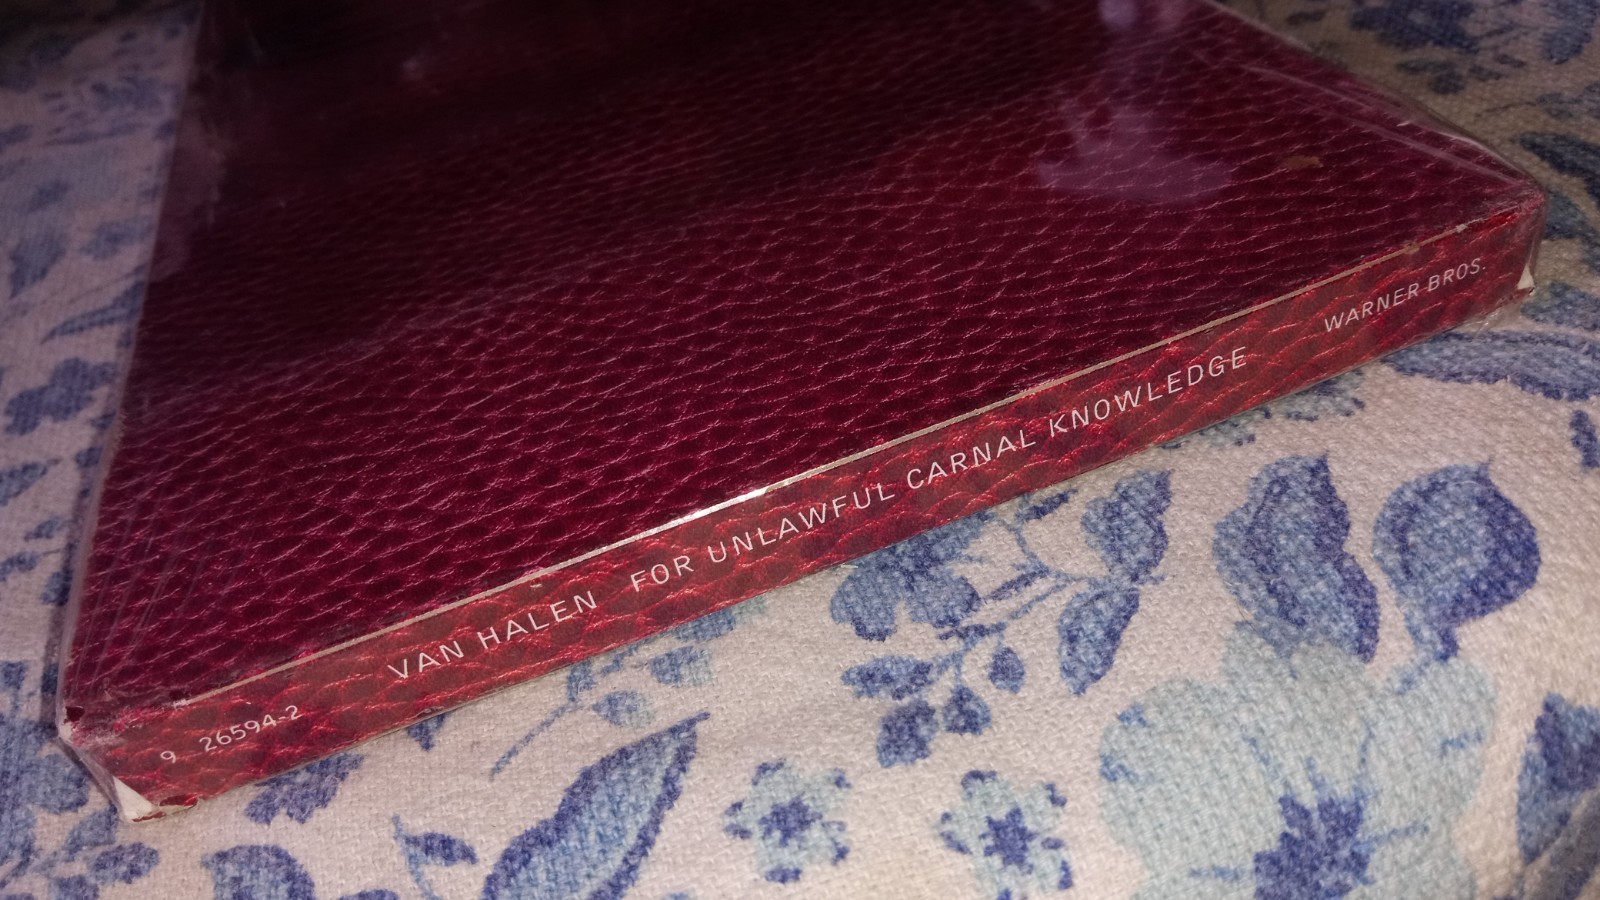 9 26594-2 VAN HALEN FOR UNLAWFUL CARNAL KNOWLEDGE WARNER BROS.